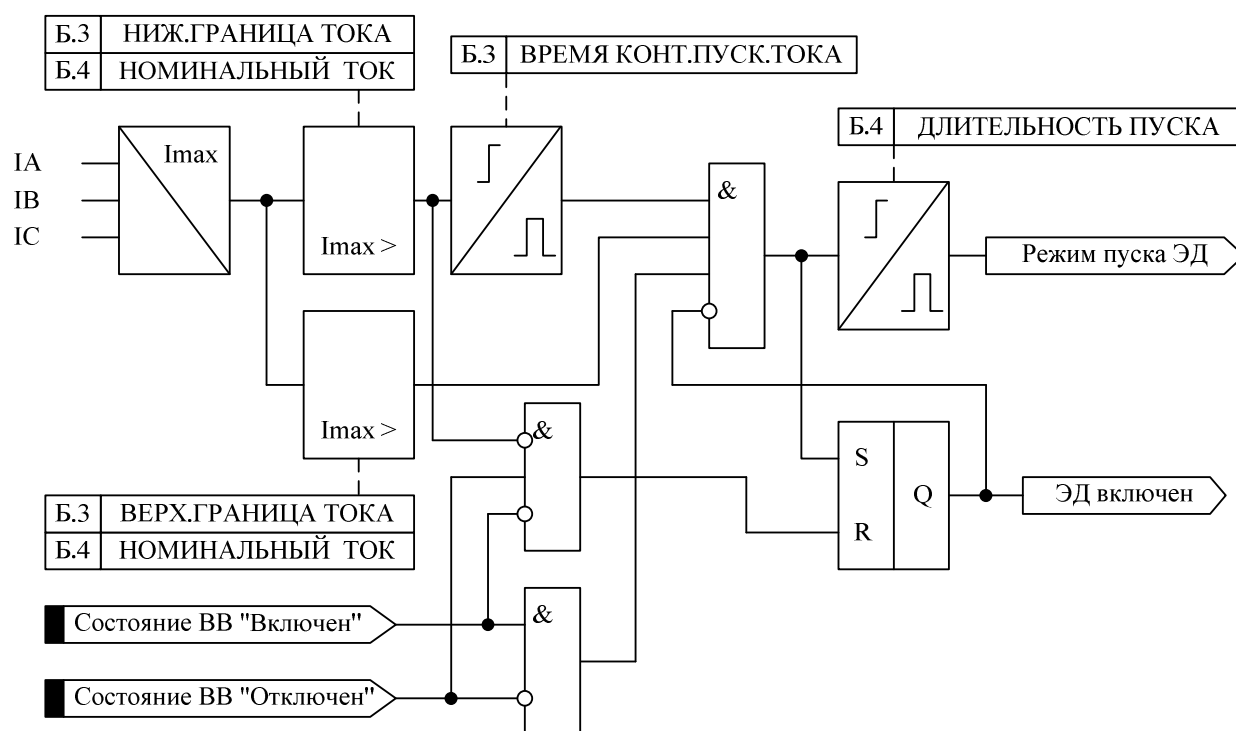 Б.3 НИЖ.ГРАНИЦА ТОКА
Б.4 НОМИНАЛЬНЫЙ ТОК
Б.3 ВРЕМЯ КОНТ.ПУСК.ТОКА
Б.4 ДЛИТЕЛЬНОСТЬ ПУСКА
IA
IB
IC
Imax
Imax >
&
Режим пуска ЭД
Imax >
&
S
R
Q
ЭД включен
Б.3 ВЕРХ.ГРАНИЦА ТОКА
Б.4 НОМИНАЛЬНЫЙ ТОК
Состояние ВВ "Включен"
&
Состояние ВВ "Отключен"